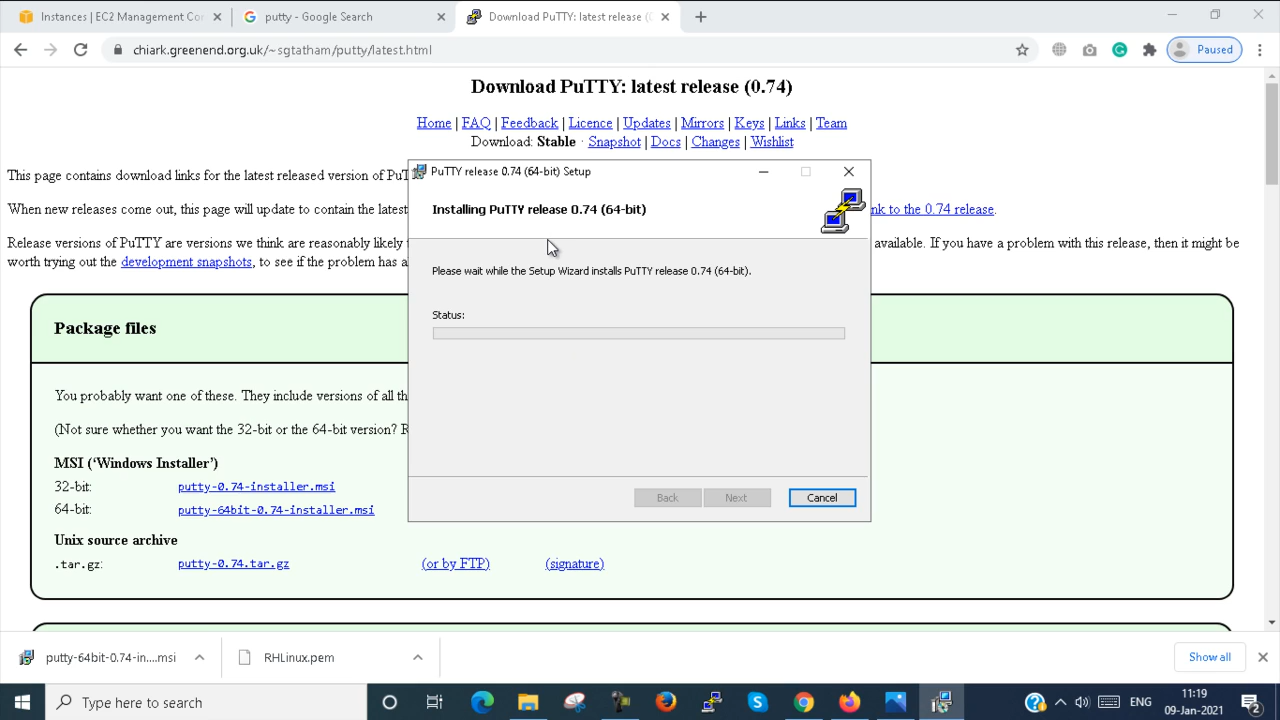 Instances | EC2 Management Con
putty - Google Search
Download PuTTY: latest release (0
chiark.greenend.org.uk/~sgtatham/putty/latest.html
Paused
Download PuTTY: latest release (0.74)
Home | FAQ | Feedback | Licence | Updates | Mirrors | Keys | Links | Team
Download: Stable · Snapshot | Docs | Changes | Wishlist
This page contains download links for the latest released version of PuT
When new releases come out, this page will update to contain the latest
nk to the 0.74 release.
Release versions of PuTTY are versions we think are reasonably likely
available. If you have a problem with this release, then it might be
worth trying out the development snapshots, to see if the problem has a
PuTTY release 0.74 (64-bit) Setup
Installing PuTTY release 0.74 (64-bit)
Please wait while the Setup Wizard installs PuTTY release 0.74 (64-bit).
Status:
Back
Next
Cancel
Package files
You probably want one of these. They include versions of all th
(Not sure whether you want the 32-bit or the 64-bit version? R
MSI (‘Windows Installer’)
32-bit: putty-0.74-installer.msi
64-bit: putty-64bit-0.74-installer.msi
Unix source archive
.tar.gz: putty-0.74.tar.gz (or by FTP) (signature)
putty-64bit-0.74-in....msi
RHLinux.pem
Show all
Type here to search
ENG
11:19
09-Jan-2021
2